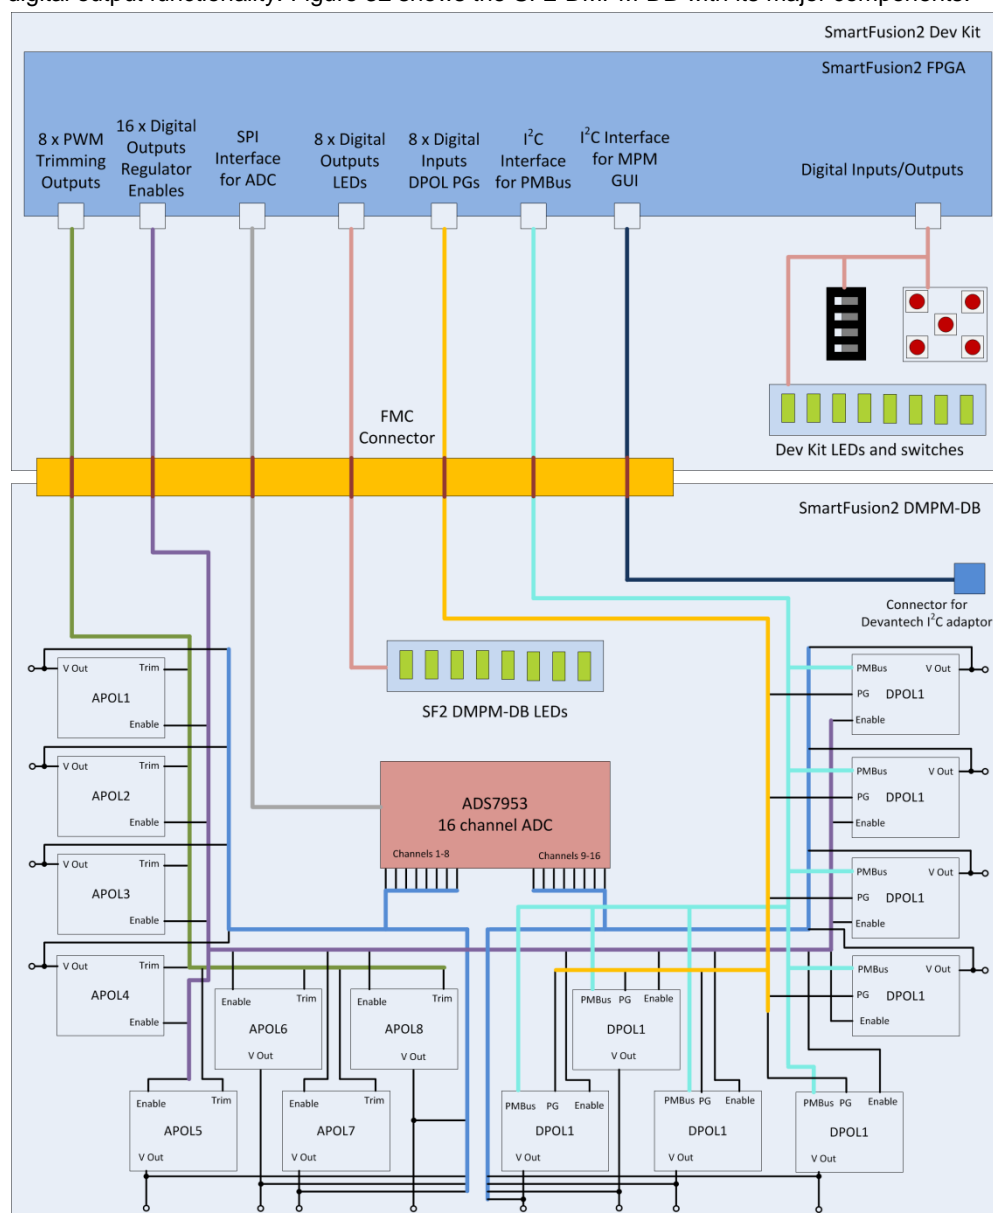 digital output functionality. Figure 32 shows the SF2-DMPM-DB with its major components.
SmartFusion2 Dev Kit
SmartFusion2 FPGA
8 x PWM
Trimming
Outputs
16 x Digital
Outputs
Regulator
Enables
SPI
Interface
for ADC
8 x Digital
Outputs
LEDs
8 x Digital
Inputs
DPOL PGs
I²C
Interface
for PMBus
I²C Interface
for MPM
GUI
Digital Inputs/Outputs
FMC
Connector
Dev Kit LEDs and switches
SmartFusion2 DMPM-DB
Connector for
Devantech I²C adaptor
V Out
Trim
APOL1
Enable
V Out
Trim
APOL2
Enable
V Out
Trim
APOL3
Enable
V Out
Trim
APOL4
Enable
SF2 DMPM-DB LEDs
ADS7953
16 channel ADC
Channels 1-8
Channels 9-16
PMBus
V Out
PG
DPOL1
Enable
PMBus
V Out
PG
DPOL1
Enable
PMBus
V Out
PG
DPOL1
Enable
PMBus
V Out
PG
DPOL1
Enable
Enable
Trim
APOL6
V Out
Enable
Trim
APOL8
V Out
PMBus PG Enable
DPOL1
V Out
Enable
Trim
APOL5
V Out
Enable
Trim
APOL7
V Out
PMBus PG Enable
DPOL1
V Out
PMBus PG Enable
DPOL1
V Out
PMBus PG Enable
DPOL1
V Out